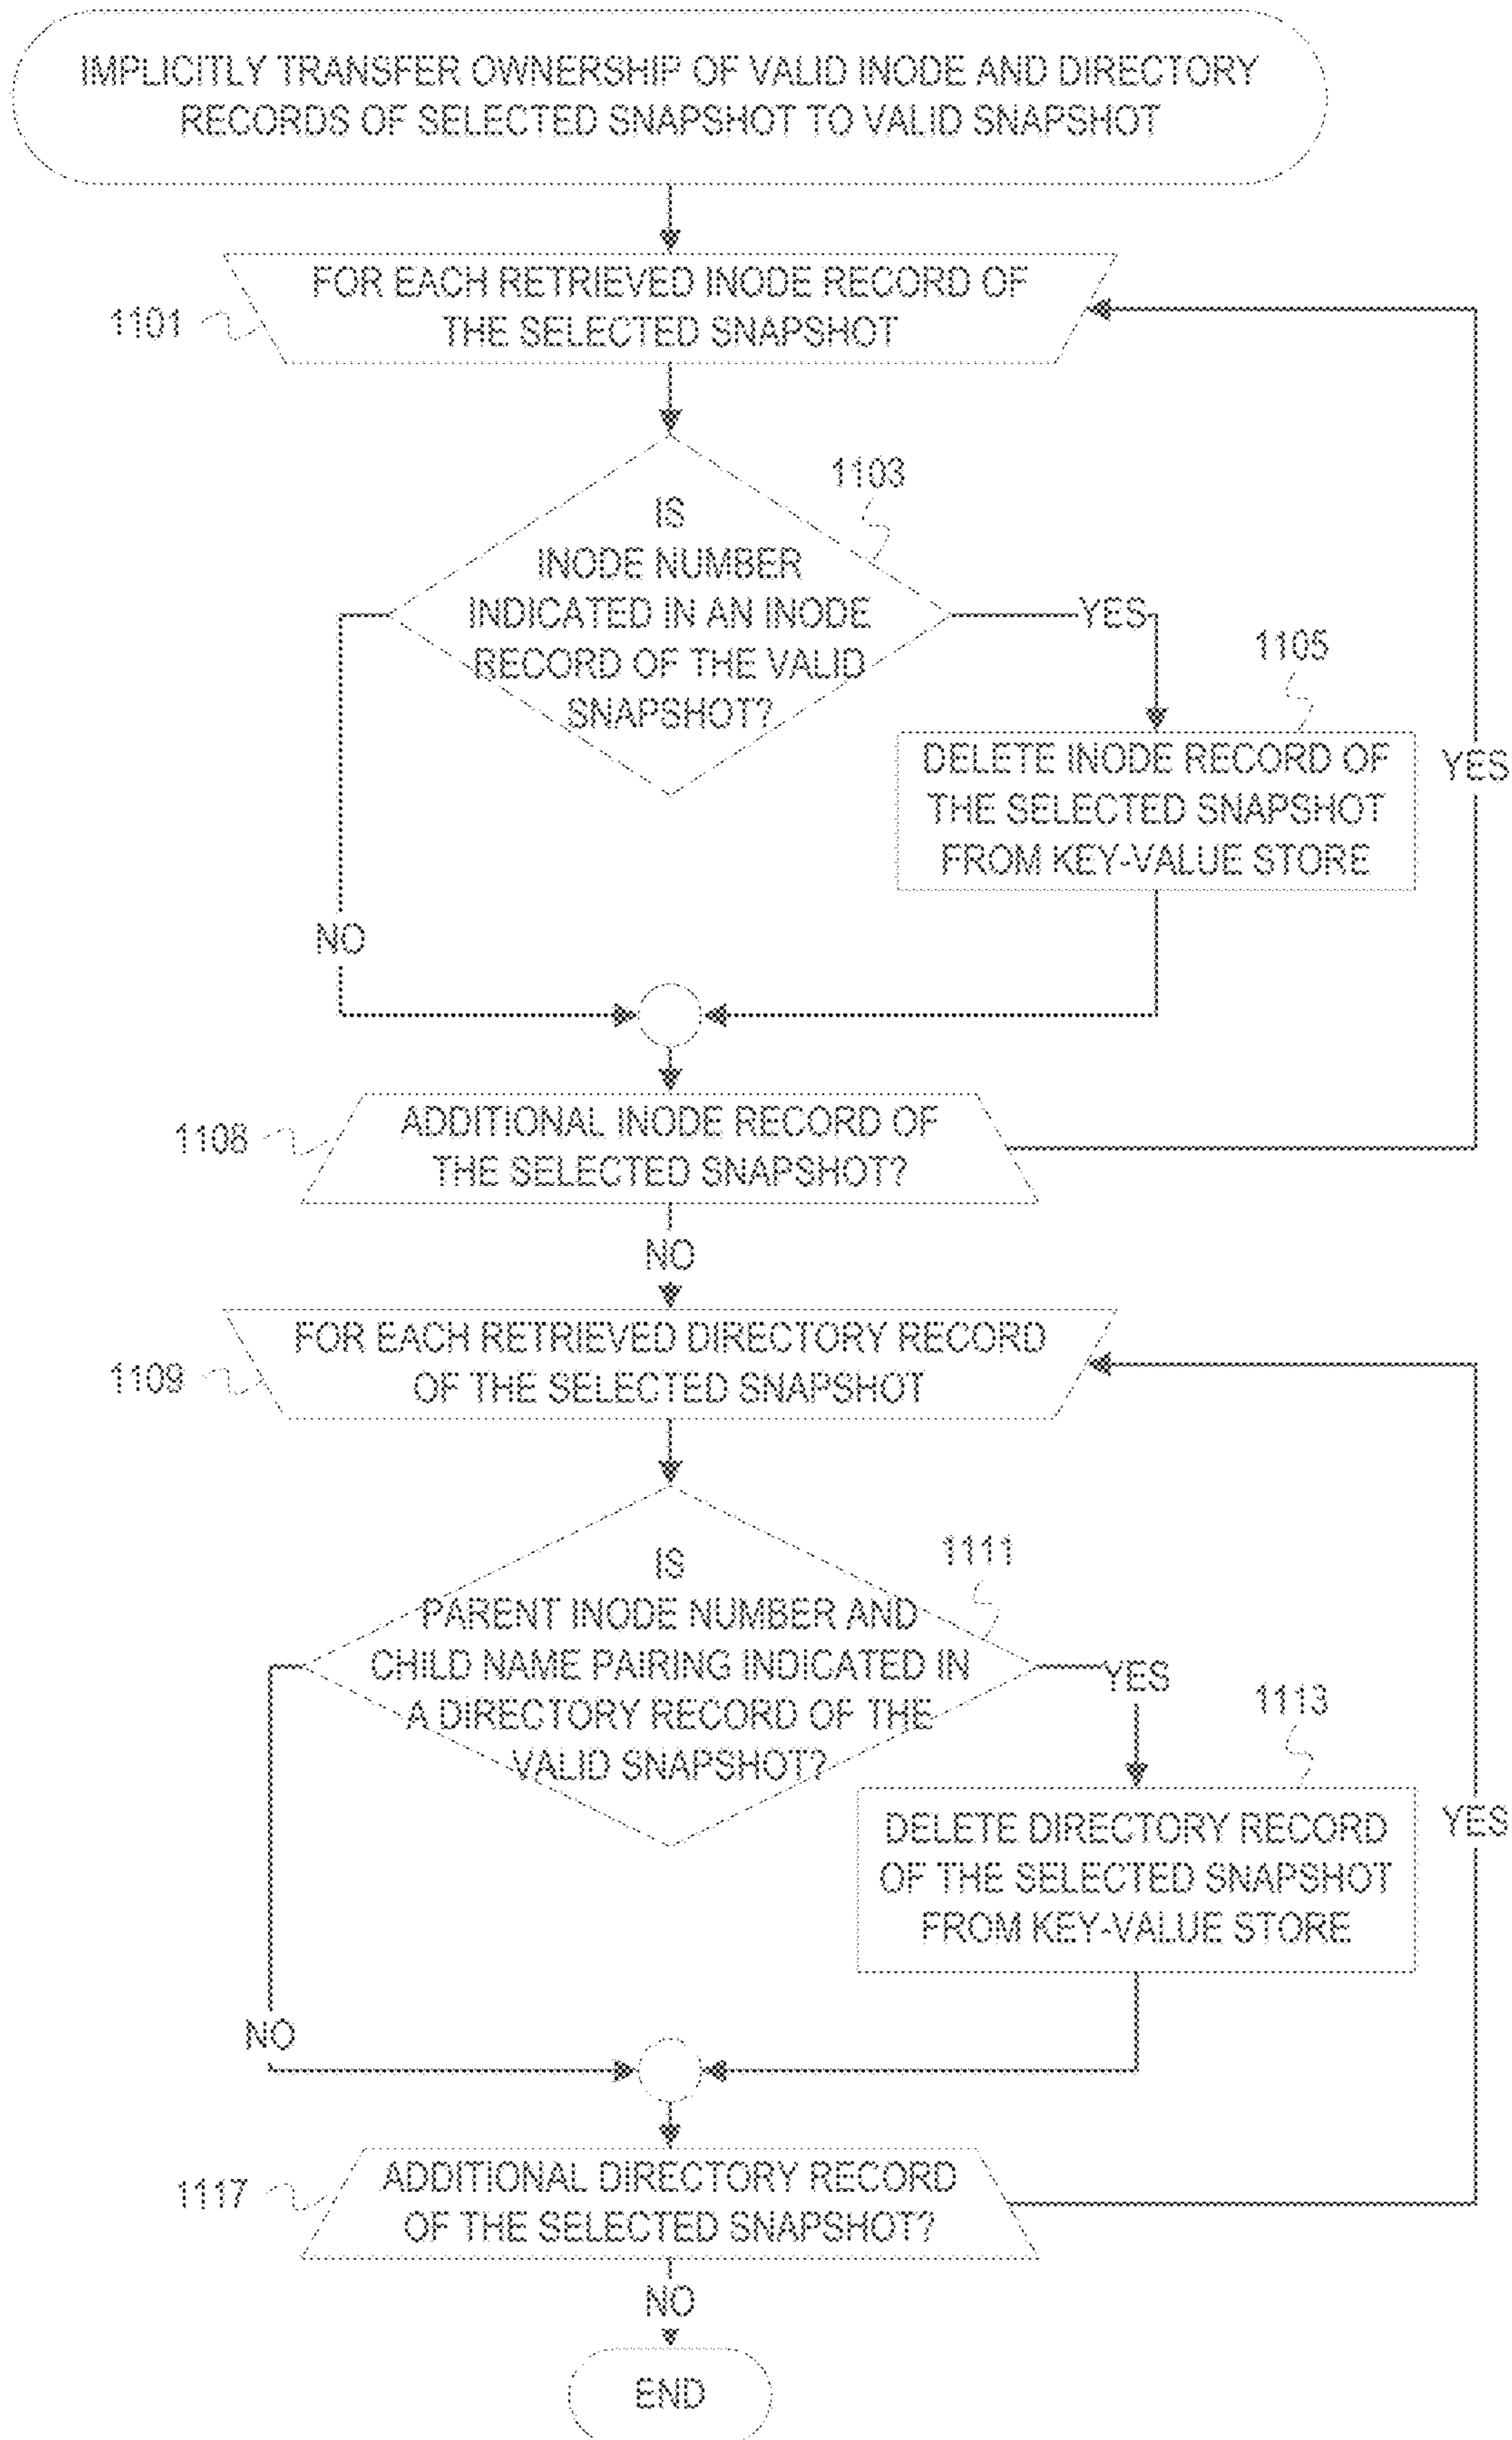 IMPLICITLY TRANSFER OWNERSHIP OF VALID INODE AND DIRECTORY
RECORDS OF SELECTED SNAPSHOT TO VALID SNAPSHOT
FOR EACH RETRIEVED INODE RECORD OF
THE SELECTED SNAPSHOT
1101
1103
IS
INODE NUMBER
INDICATED IN AN INODE
RECORD OF THE VALID
SNAPSHOT?
YES
1105
DELETE INODE RECORD OF
THE SELECTED SNAPSHOT
FROM KEY-VALUE STORE
YES
NO
ADDITIONAL INODE RECORD OF
THE SELECTED SNAPSHOT?
1108
NO
FOR EACH RETRIEVED DIRECTORY RECORD
OF THE SELECTED SNAPSHOT
1109
1111
IS
PARENT INODE NUMBER AND
CHILD NAME PAIRING INDICATED IN
A DIRECTORY RECORD OF THE
VALID SNAPSHOT?
YES
1113
DELETE DIRECTORY RECORD
OF THE SELECTED SNAPSHOT
FROM KEY-VALUE STORE
YES
NO
ADDITIONAL DIRECTORY RECORD
OF THE SELECTED SNAPSHOT?
1117
NO
END